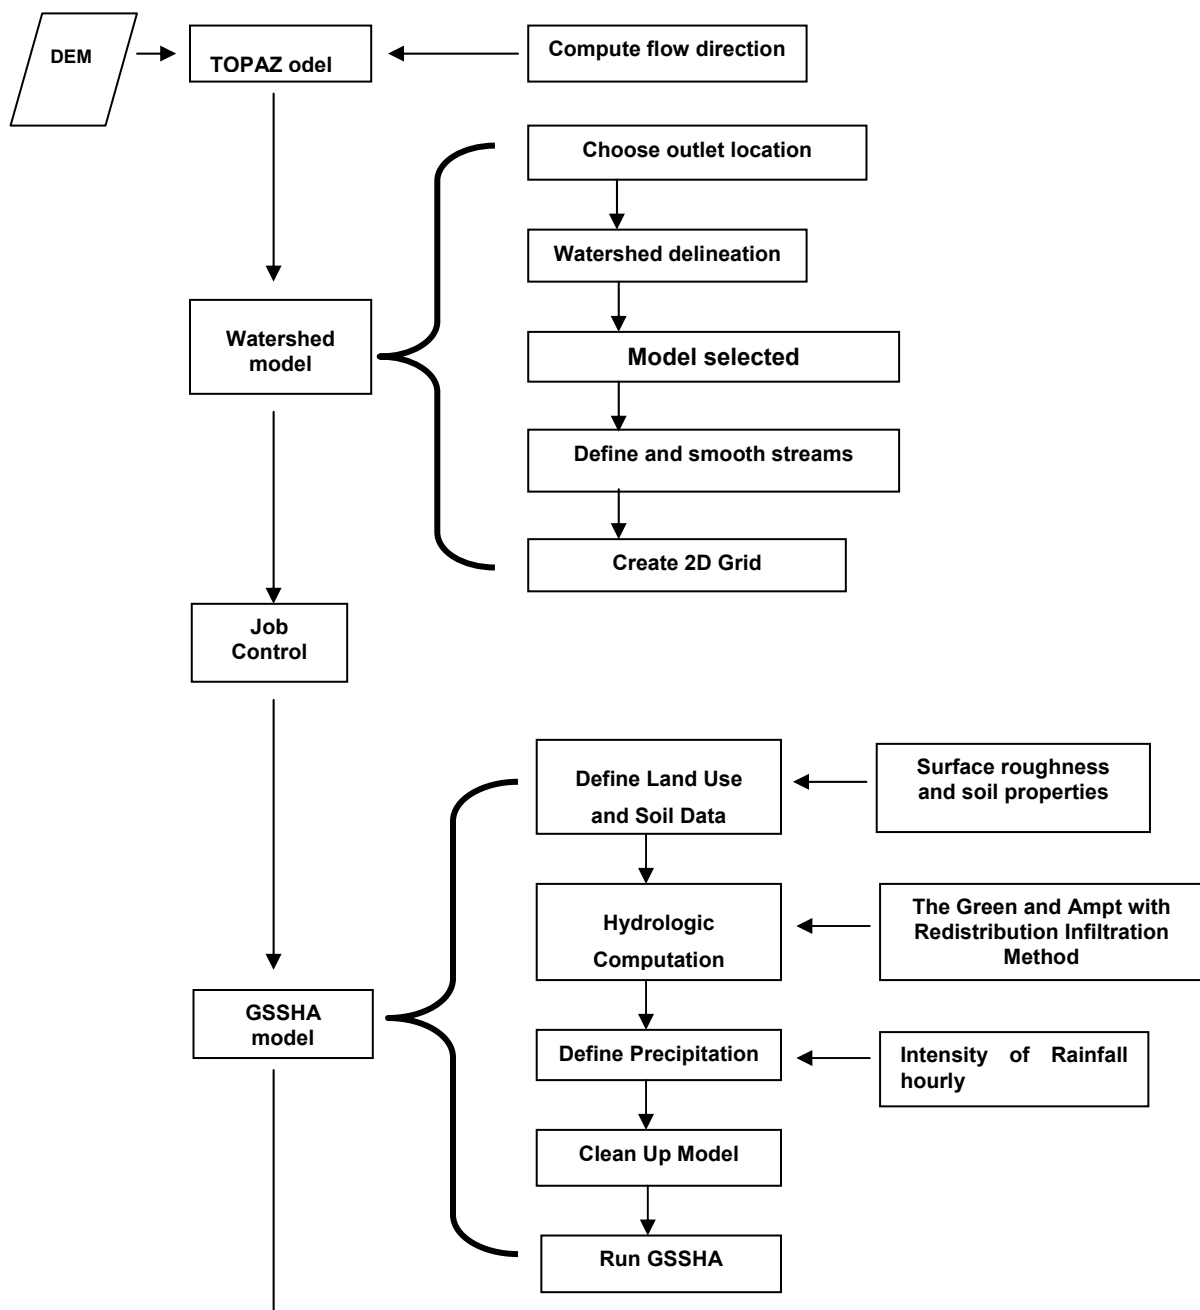 DEM
TOPAZ odel
Compute flow direction
Choose outlet location
Watershed delineation
Watershed
model
Model selected
Define and smooth streams
Create 2D Grid
Job
Control
Define Land Use
and Soil Data
Surface roughness
and soil properties
Hydrologic
Computation
The Green and Ampt with
Redistribution Infiltration
Method
GSSHA
model
Define Precipitation
Intensity of Rainfall
hourly
Clean Up Model
Run GSSHA